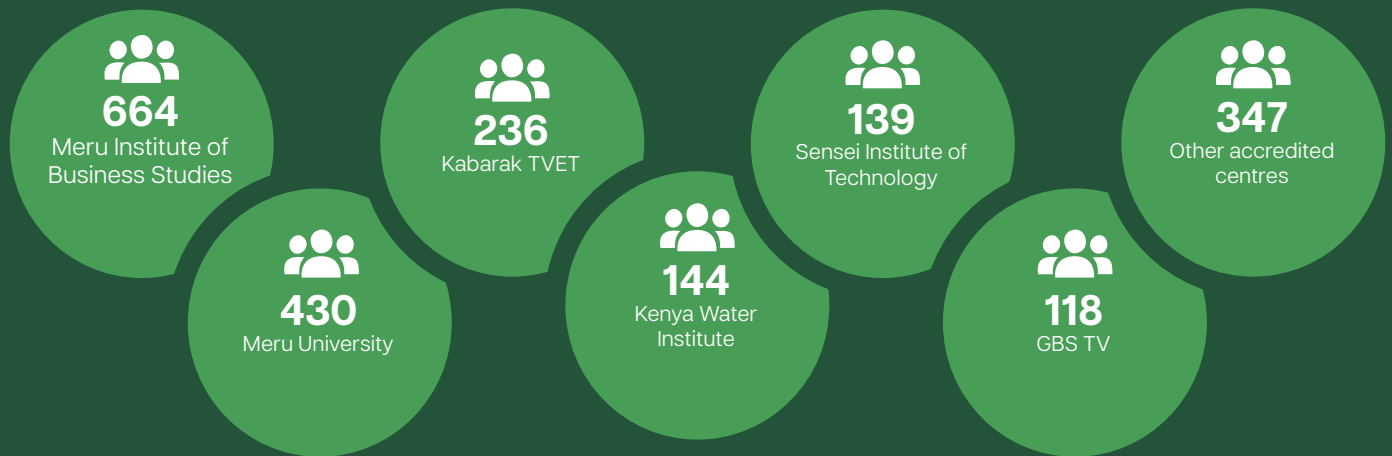 664
Meru Institute of
Business Studies
430
Meru University
236
Kabarak TVET
144
Kenya Water
Institute
139
Sensei Institute of
Technology
118
GBS TV
347
Other accredited
centres